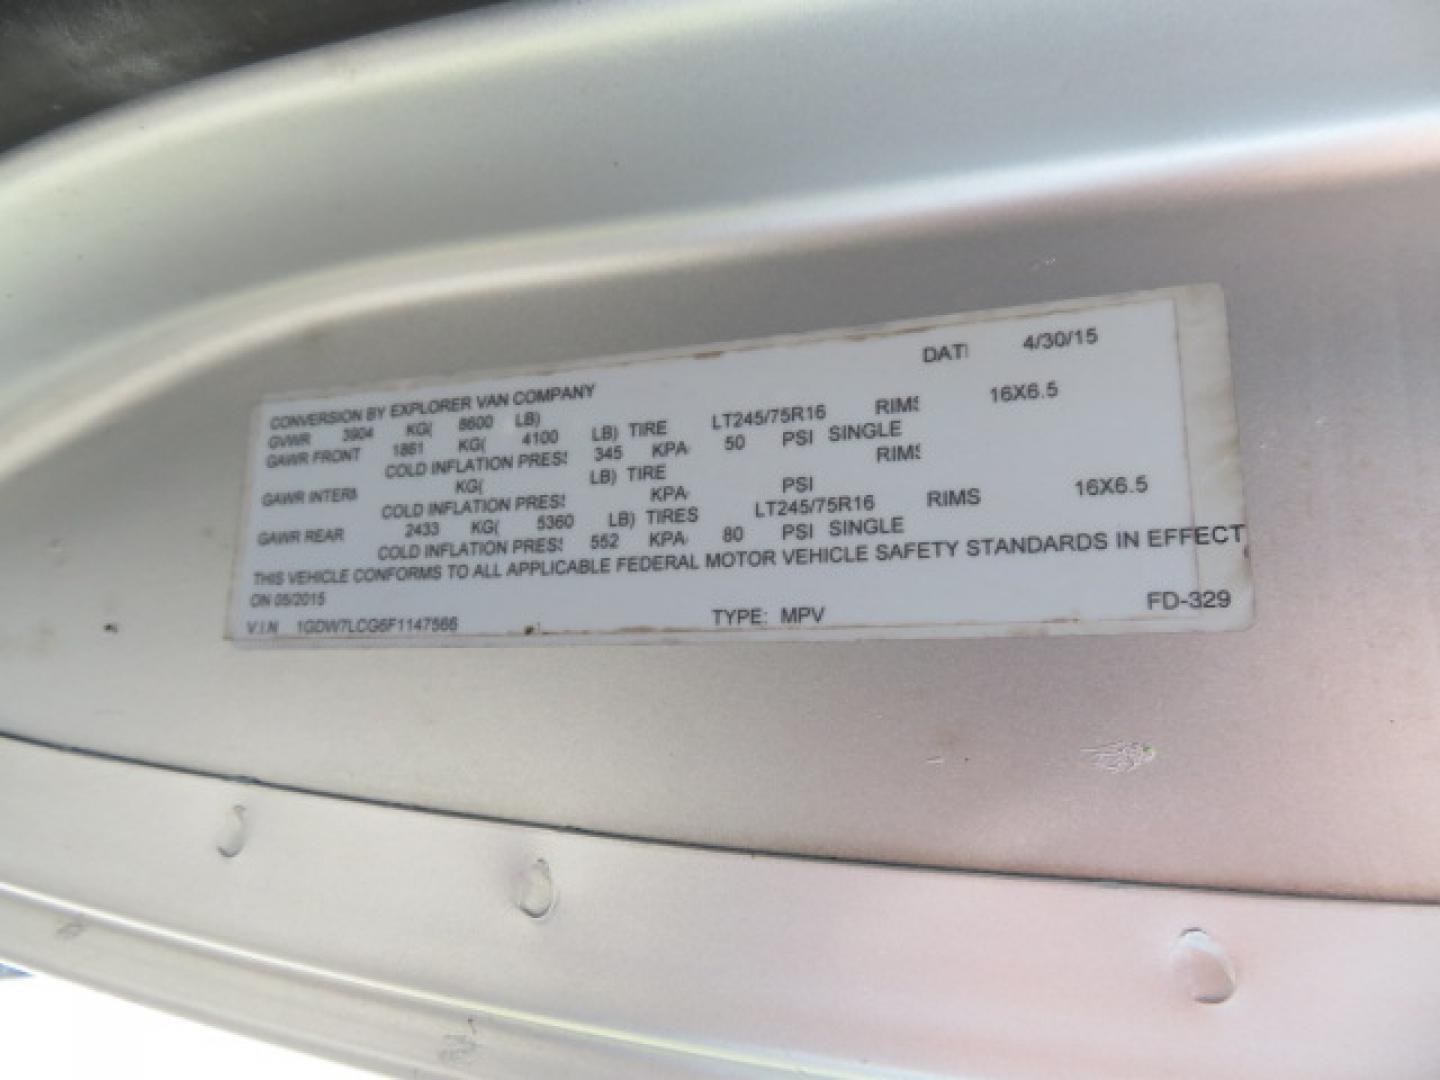 CONVERSION BY EXPLORER VAN COMPANY DAT 4/30/15
GVWR 3904 KG( 8600 LB)
GAWR FRONT 1861 KG( 4100 LB) TIRE LT245/75R16 RIMS 16X6.5
COLD INFLATION PRES 345 KPA 50 PSI SINGLE
GAWR INTER KG( LB) TIRE RIMS
COLD INFLATION PRES KPA PSI
GAWR REAR 2433 KG( 5360 LB) TIRES LT245/75R16 RIMS 16X6.5
COLD INFLATION PRES 552 KPA 80 PSI SINGLE
THIS VEHICLE CONFORMS TO ALL APPLICABLE FEDERAL MOTOR VEHICLE SAFETY STANDARDS IN EFFECT
ON 05/2015
V.I.N 1GDW7LCG6F1147566 TYPE: MPV FD-329